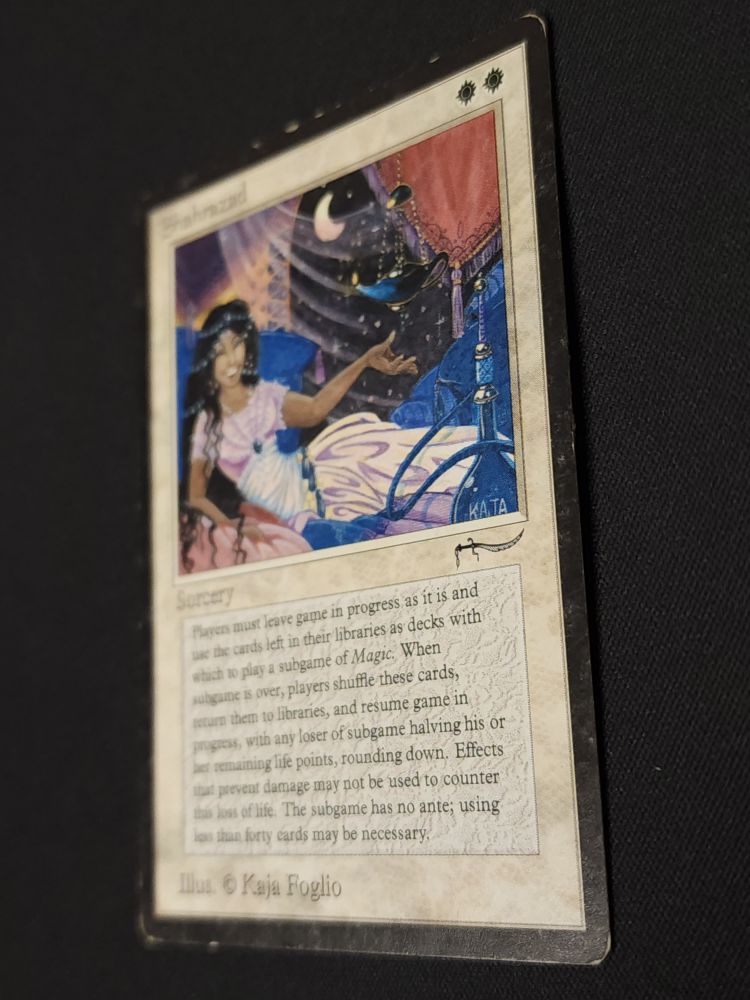 Shahrazad
KAJA
Sorcery
Players must leave game in progress as it is and
use the cards left in their libraries as decks with
which to play a subgame of Magic. When
subgame is over, players shuffle these cards,
return them to libraries, and resume game in
progress, with any loser of subgame halving his or
her remaining life points, rounding down. Effects
that prevent damage may not be used to counter
this loss of life. The subgame has no ante; using
less than forty cards may be necessary.
Illus. © Kaja Foglio